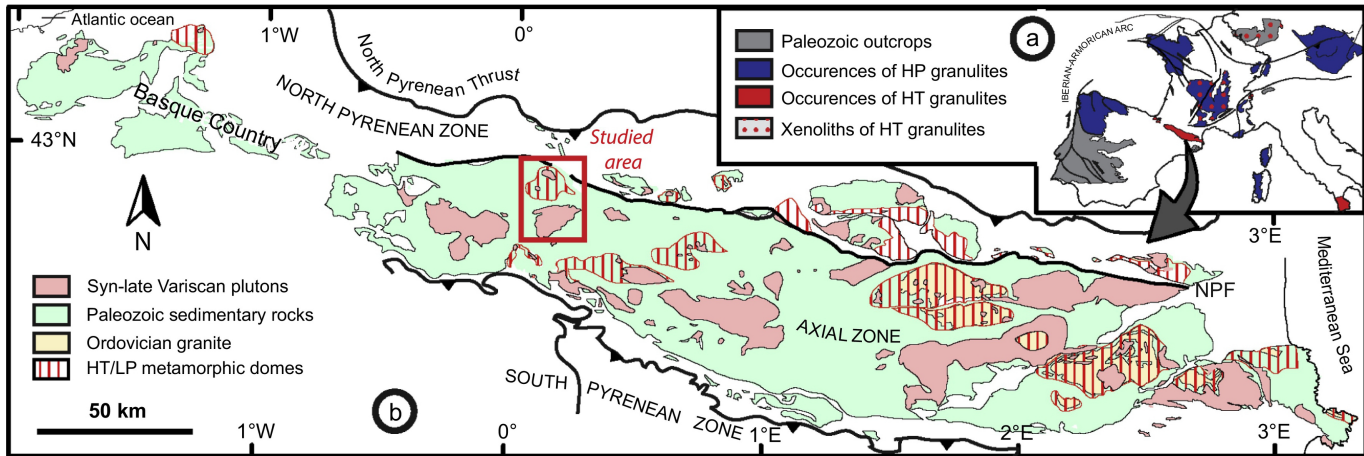 Atlantic ocean
1°W
0°
North Pyrenean Thrust
NORTH PYRENEAN ZONE
Basque Country
43°N
Studied
area
N
Paleozoic outcrops
Occurences of HP granulites
Occurences of HT granulites
Xenoliths of HT granulites
a
IBERIAN-ARMORICAN ARC
3°E
Mediterranean Sea
NPF
AXIAL ZONE
SOUTH PYRENEAN ZONE
Syn-late Variscan plutons
Paleozoic sedimentary rocks
Ordovician granite
HT/LP metamorphic domes
50 km
b
1°W
0°
1°E
2°E
3°E